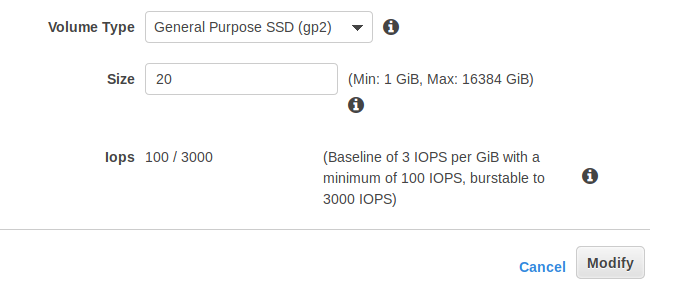 Volume Type General Purpose SSD (gp2)
Size 20 (Min: 1 GiB, Max: 16384 GiB)
Iops 100 / 3000 (Baseline of 3 IOPS per GiB with a
minimum of 100 IOPS, burstable to
3000 IOPS)
Cancel Modify